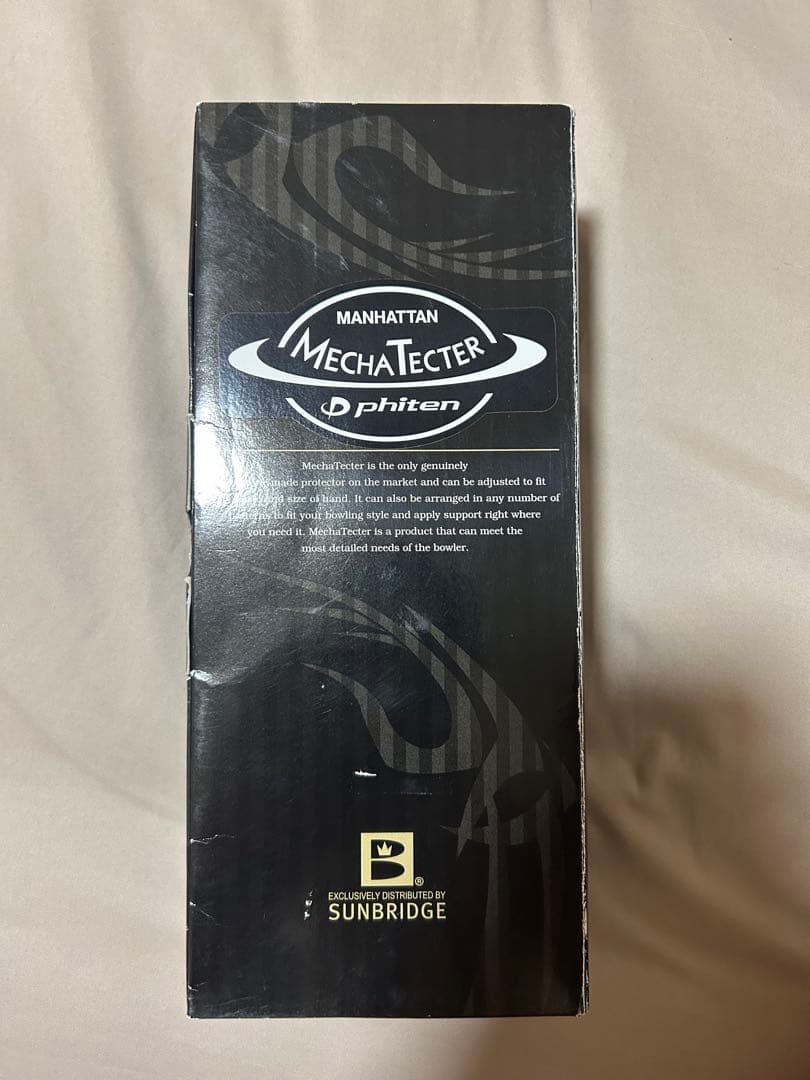 MANHATTAN
MECHATECTER
phiten
MechaTecter is the only genuinely
made protector on the market and can be adjusted to fit
size of hand. It can also be arranged in any number of
to fit your bowling style and apply support right where
you need it. MechaTecter is a product that can meet the
most detailed needs of the bowler.
B
®
EXCLUSIVELY DISTRIBUTED BY
SUNBRIDGE